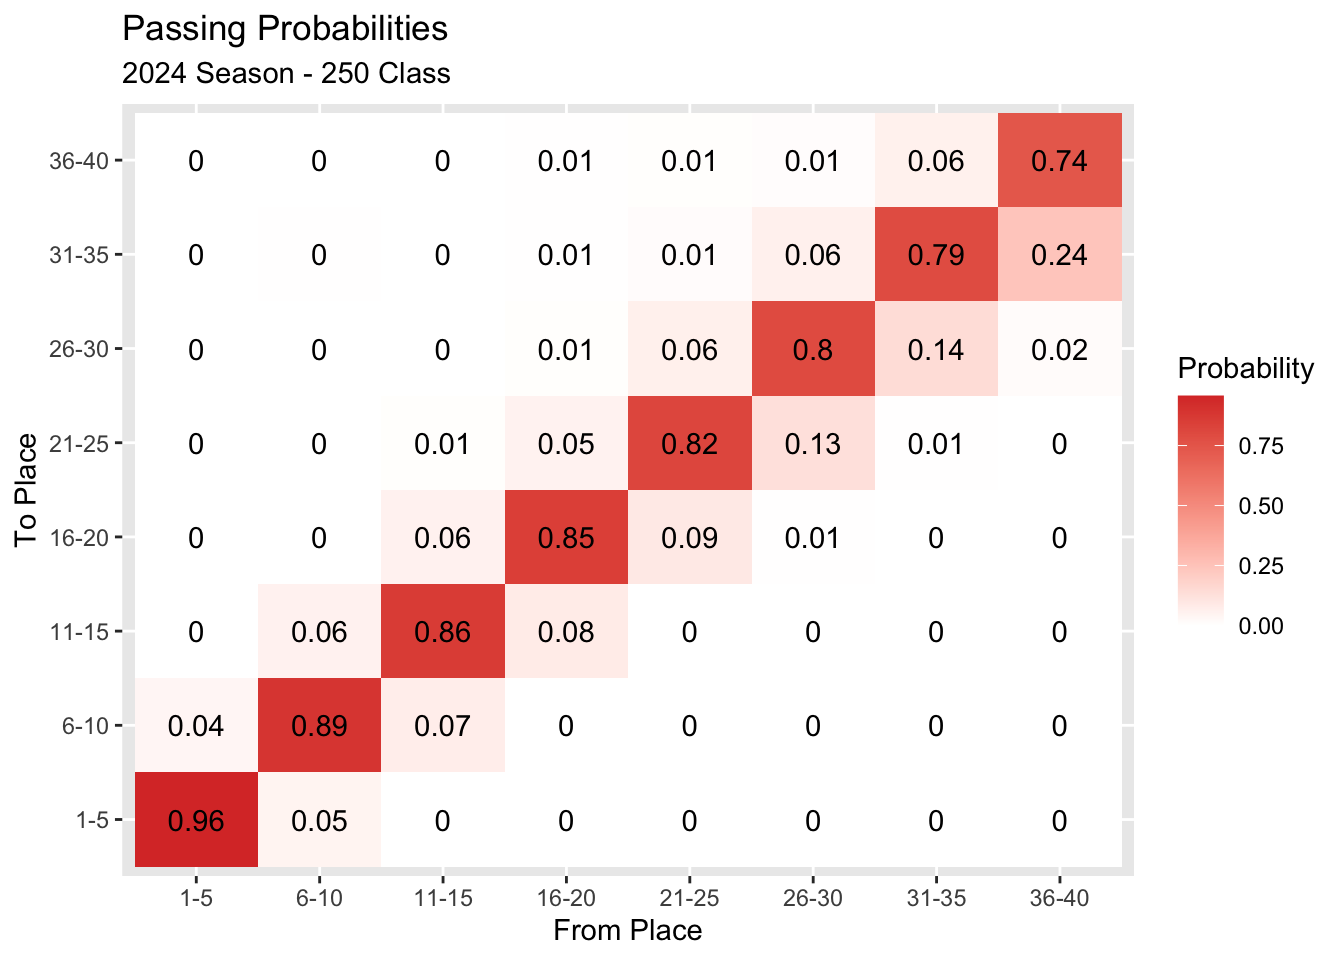 Passing Probabilities
2024 Season - 250 Class
36-40 0 0 0 0.01 0.01 0.01 0.06 0.74
31-35 0 0 0 0.01 0.01 0.06 0.79 0.24
26-30 0 0 0 0.01 0.06 0.8 0.14 0.02
21-25 0 0 0.01 0.05 0.82 0.13 0.01 0
16-20 0 0 0.06 0.85 0.09 0.01 0 0
11-15 0 0.06 0.86 0.08 0 0 0 0
6-10 0.04 0.89 0.07 0 0 0 0 0
1-5 0.96 0.05 0 0 0 0 0 0
1-5 6-10 11-15 16-20 21-25 26-30 31-35 36-40
From Place
To Place
Probability
0.75
0.50
0.25
0.00